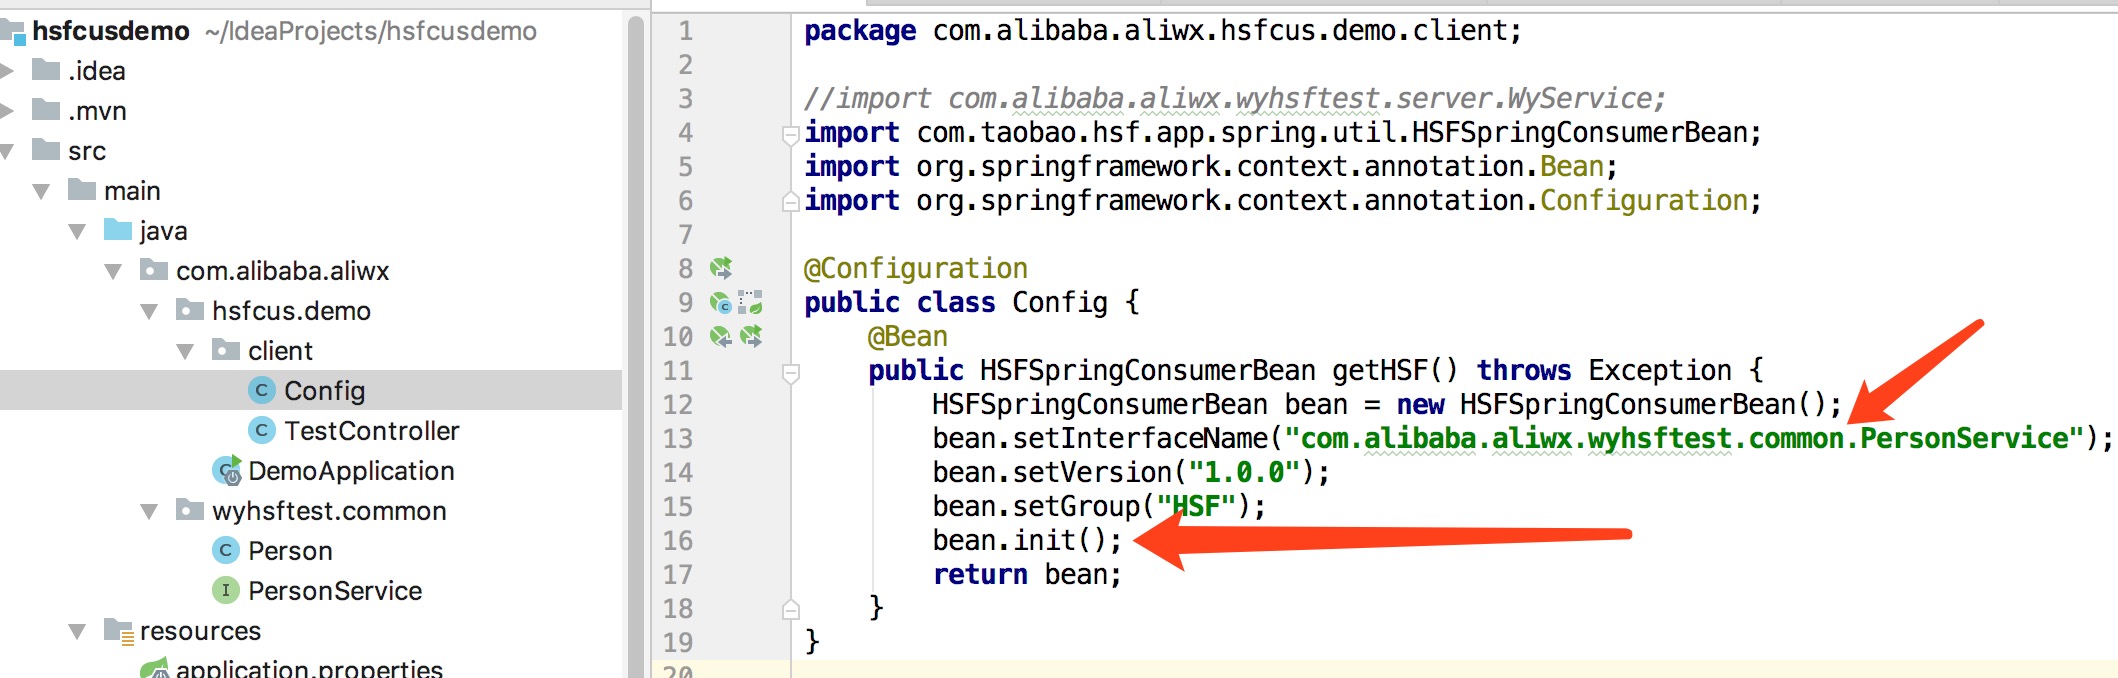 hsfcusdemo ~/IdeaProjects/hsfcusdemo
.idea
.mvn
src
main
java
com.alibaba.aliwx
hsfcus.demo
client
Config
TestController
DemoApplication
wyhsftest.common
Person
PersonService
resources
application.properties
1 package com.alibaba.aliwx.hsfcus.demo.client;
2
3 //import com.alibaba.aliwx.wyhsftest.server.WyService;
4 import com.taobao.hsf.app.spring.util.HSFSpringConsumerBean;
5 import org.springframework.context.annotation.Bean;
6 import org.springframework.context.annotation.Configuration;
7
8 @Configuration
9 public class Config {
10     @Bean
11     public HSFSpringConsumerBean getHSF() throws Exception {
12         HSFSpringConsumerBean bean = new HSFSpringConsumerBean();
13         bean.setInterfaceName("com.alibaba.aliwx.wyhsftest.common.PersonService");
14         bean.setVersion("1.0.0");
15         bean.setGroup("HSF");
16         bean.init();
17         return bean;
18     }
19 }
20